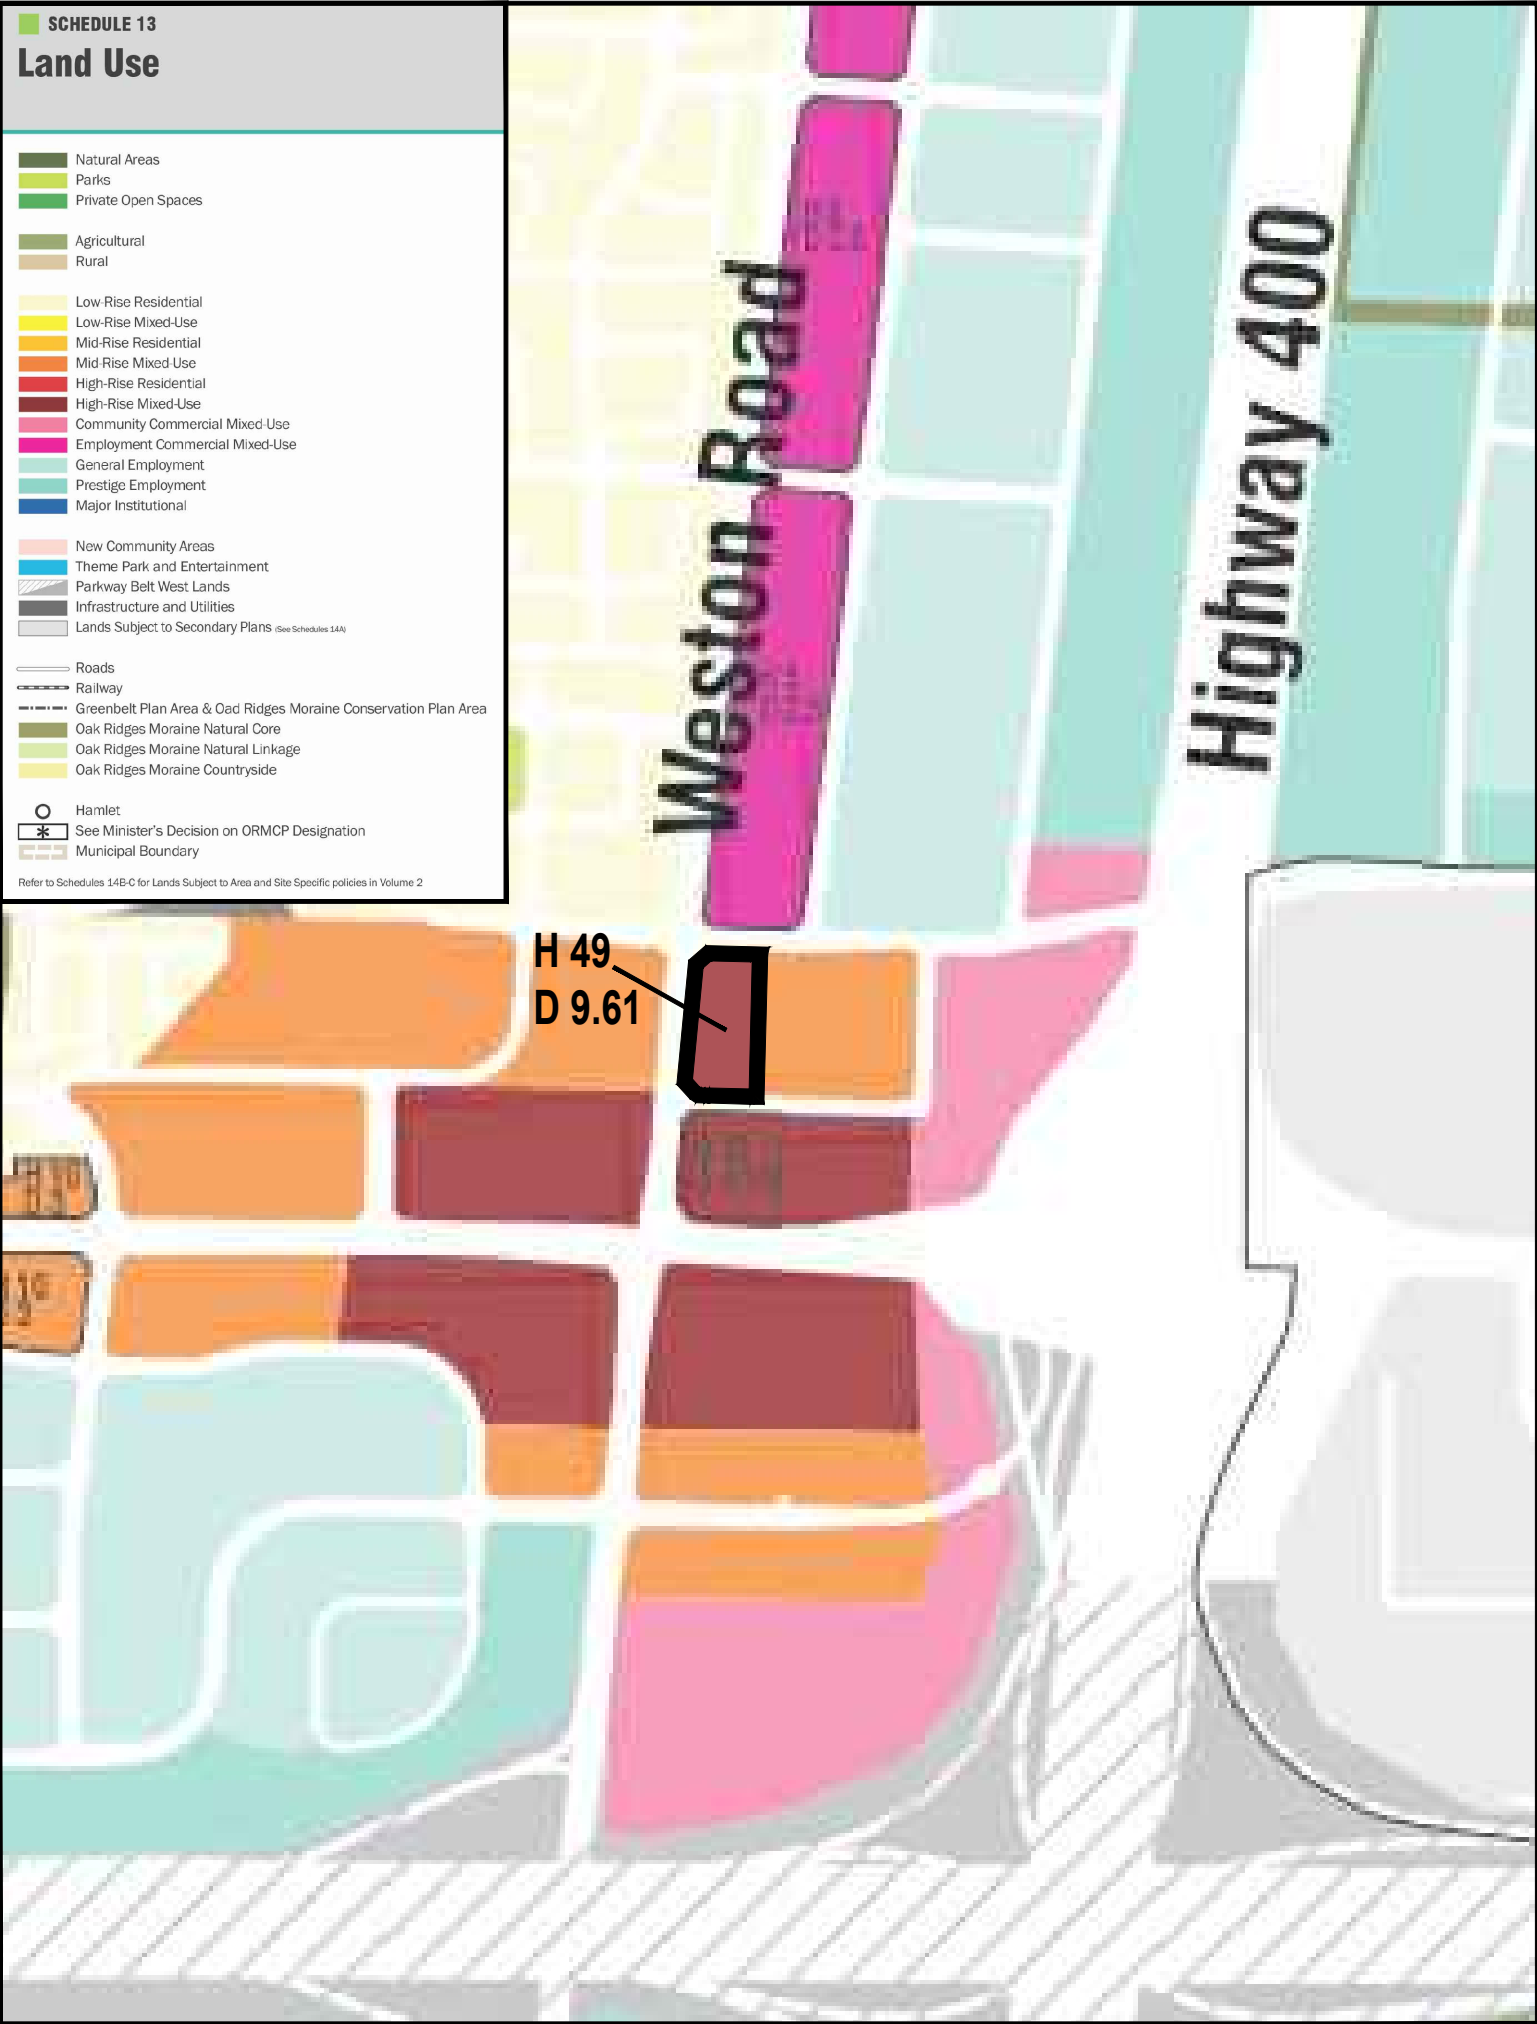 SCHEDULE 13
Land Use
Natural Areas
Parks
Private Open Spaces
Agricultural
Rural
Low-Rise Residential
Low-Rise Mixed-Use
Mid-Rise Residential
Mid-Rise Mixed-Use
High-Rise Residential
High-Rise Mixed-Use
Community Commercial Mixed-Use
Employment Commercial Mixed-Use
General Employment
Prestige Employment
Major Institutional
New Community Areas
Theme Park and Entertainment
Parkway Belt West Lands
Infrastructure and Utilities
Lands Subject to Secondary Plans (See Schedules 14A)
Roads
Railway
Greenbelt Plan Area & Oad Ridges Moraine Conservation Plan Area
Oak Ridges Moraine Natural Core
Oak Ridges Moraine Natural Linkage
Oak Ridges Moraine Countryside
Hamlet
* See Minister's Decision on ORMCP Designation
Municipal Boundary
Refer to Schedules 14B-C for Lands Subject to Area and Site Specific policies in Volume 2
Weston Road
Highway 400
H 49
D 9.61